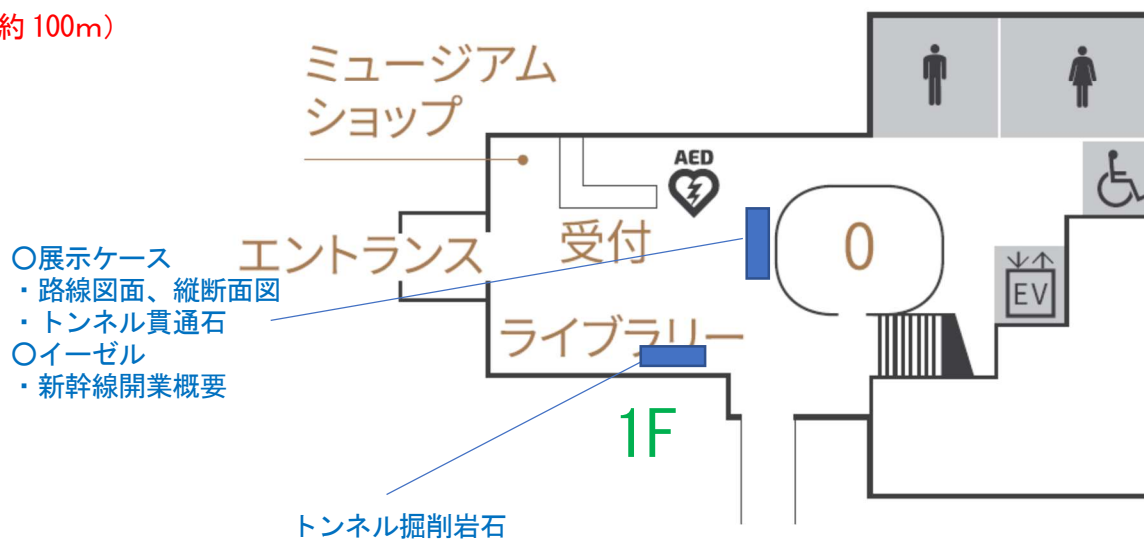 約 100m）
ミュージアム
ショップ
AED
エントランス
受付
0
○展示ケース
・路線図面、縦断面図
・トンネル貫通石
○イーゼル
・新幹線開業概要
EV
ライブラリー
1F
トンネル掘削岩石